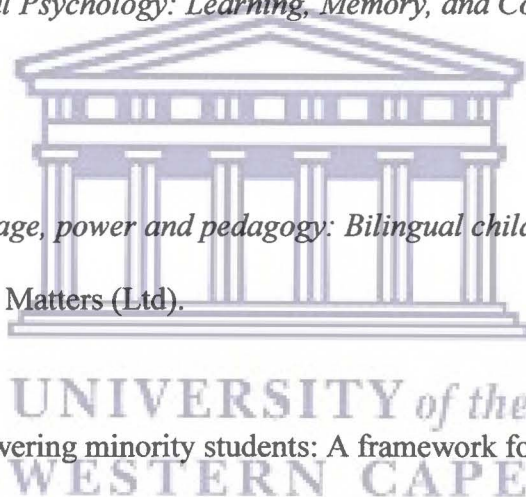 l Psychology: Learning, Memory, and Co
age, power and pedagogy: Bilingual child
Matters (Ltd).
UNIVERSITY of the
wering minority students: A framework fo
WESTERN CAPE